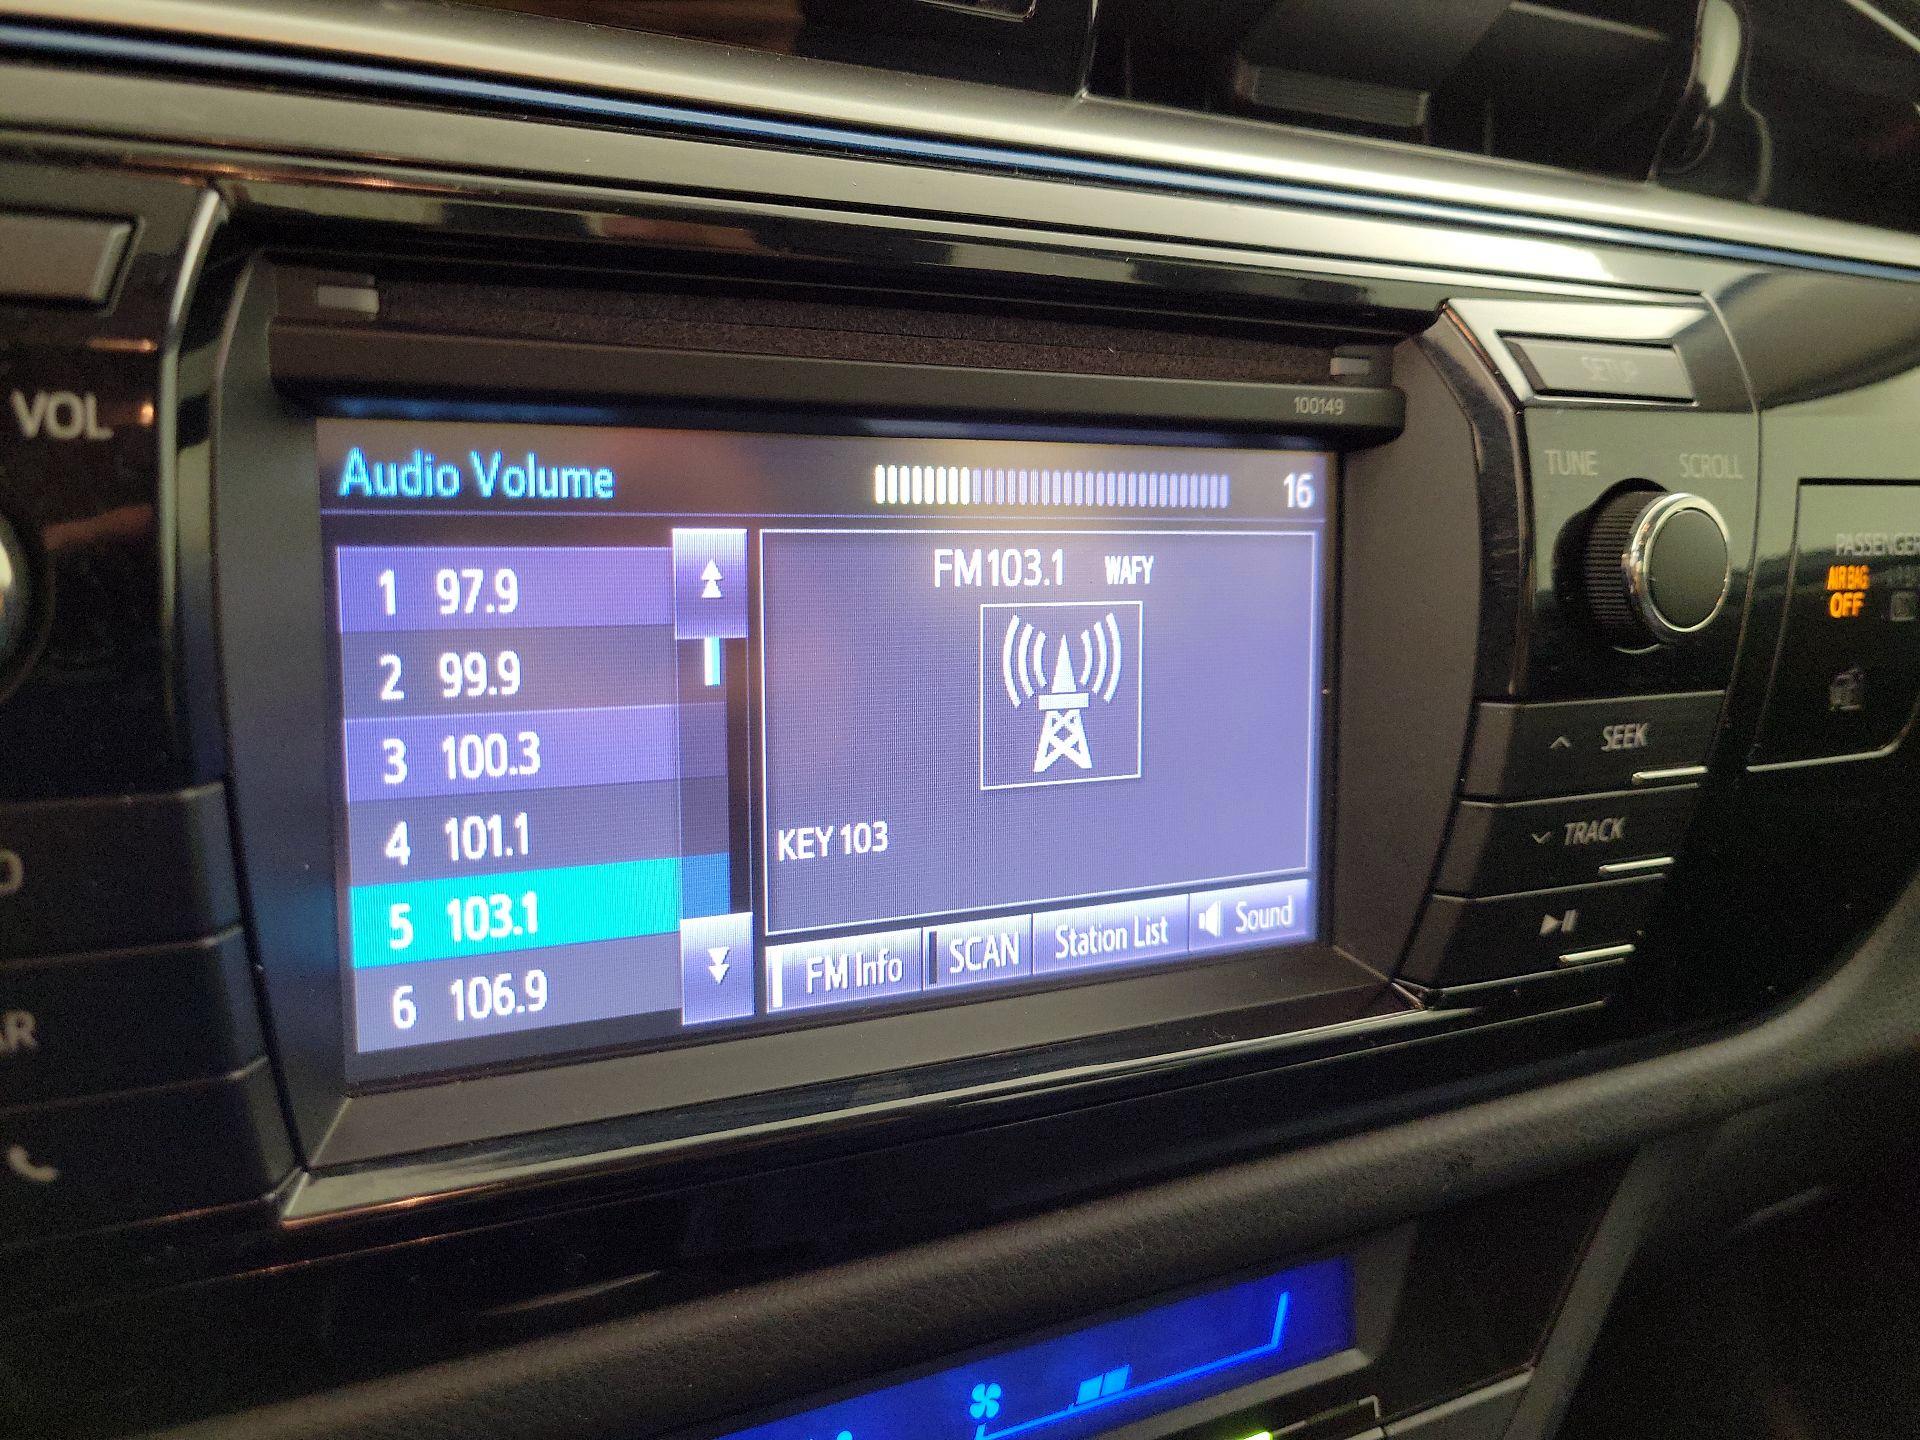 VOL
SETUP
100149
TUNE SCROLL
Audio Volume 16
1 97.9
2 99.9
3 100.3
4 101.1
5 103.1
6 106.9
FM103.1 WAFY
KEY 103
FM Info SCAN Station List Sound
SEEK
TRACK
PASSENGER
AIR BAG
OFF